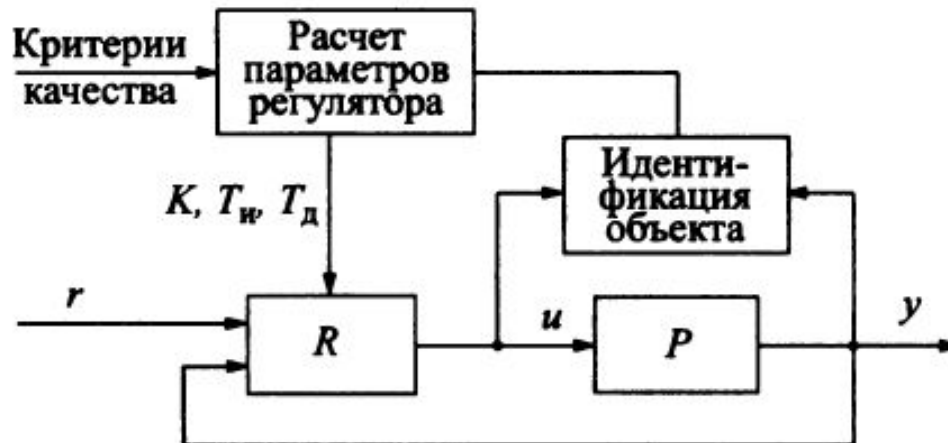 Критерии
качества
Расчет
параметров
регулятора
Иденти-
фикация
объекта
K, Tи, Tд
r
R
u
P
y